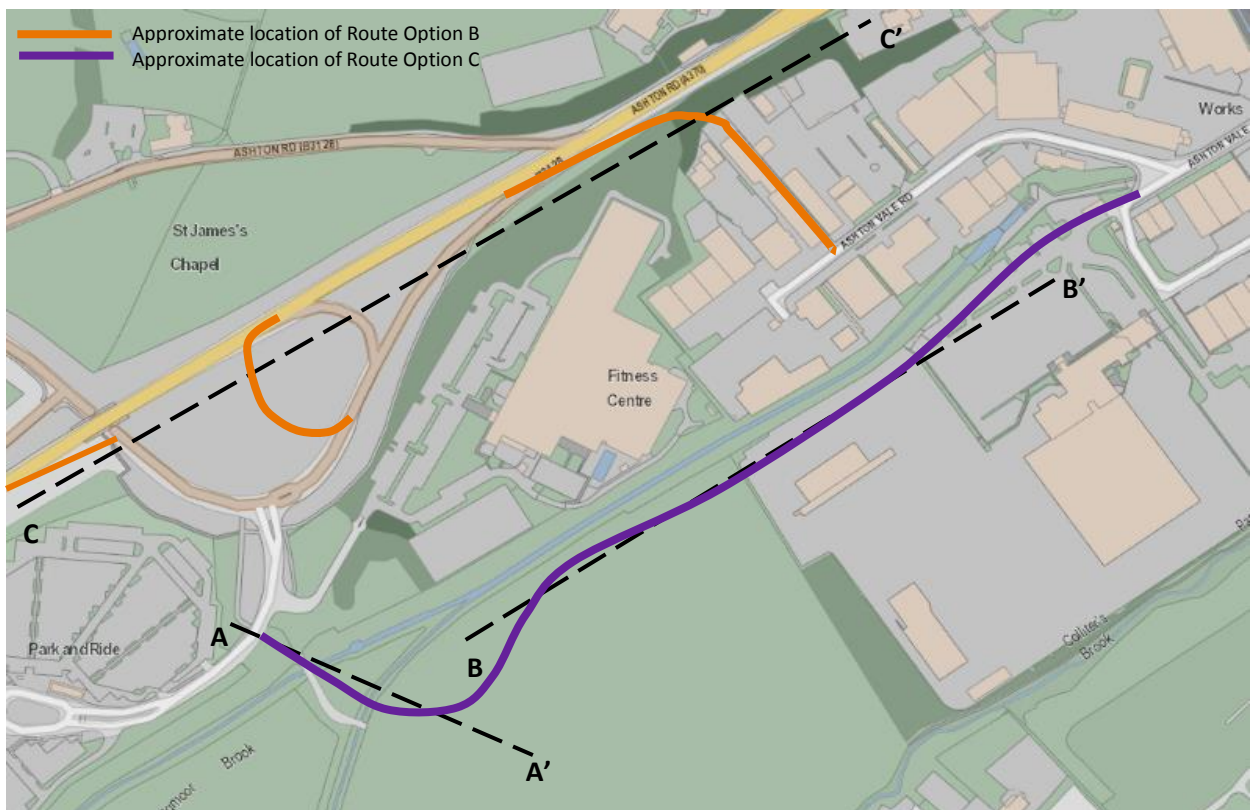 Approximate location of Route Option B
Approximate location of Route Option C
C'
ASHTON RD (A370)
Works
ASHTON RD (B3128)
ASHTON VALE
St James's
Chapel
ASHTON VALE RD
B'
Fitness
Centre
C
A
Park and Ride
B
Colliter's
Brook
A'
Brook